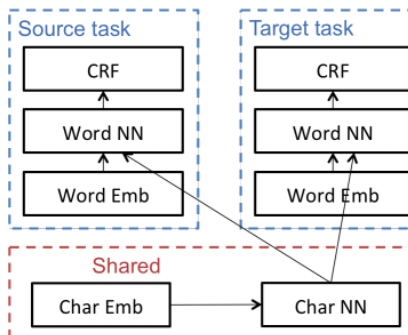 Source task
Target task
CRF
CRF
Word NN
Word NN
Word Emb
Word Emb
Shared
Char Emb
Char NN